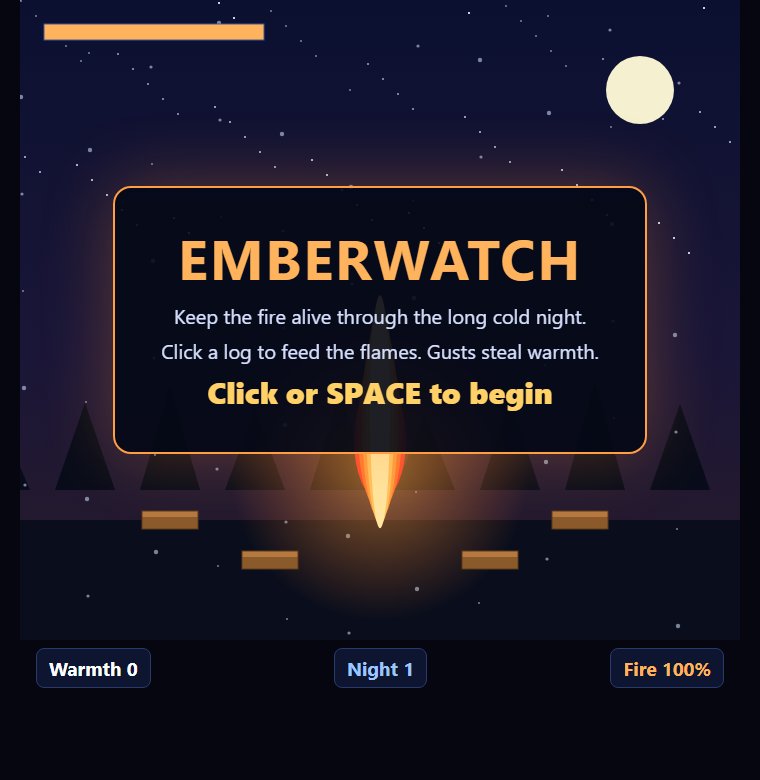 EMBERWATCH
Keep the fire alive through the long cold night.
Click a log to feed the flames. Gusts steal warmth.
Click or SPACE to begin
Warmth 0
Night 1
Fire 100%